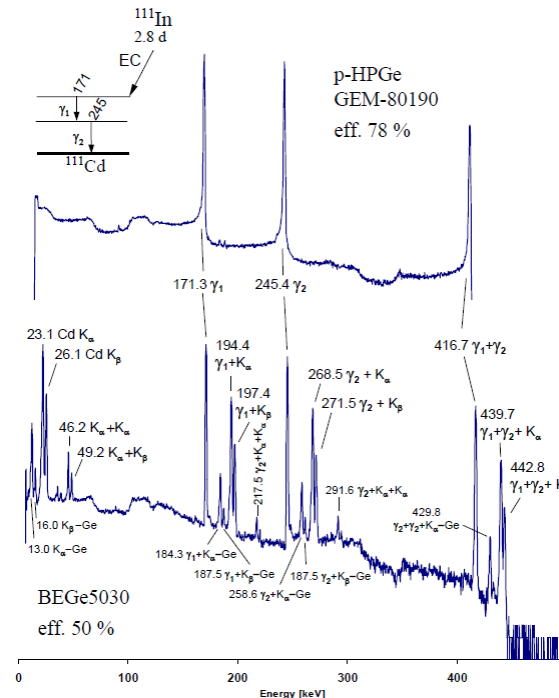 111In
2.8 d
EC
171
245
γ1
γ2
111Cd
p-HPGe
GEM-80190
eff. 78 %
171.3 γ1
245.4 γ2
416.7 γ1+γ2
23.1 Cd Kα
26.1 Cd Kβ
46.2 Kα+Kα
49.2 Kα+Kβ
16.0 Kβ–Ge
13.0 Kα–Ge
194.4
γ1+Kα
197.4
γ1+Kβ
217.5 γ2+Kα+Kα
268.5 γ2 + Kα
271.5 γ2 + Kβ
291.6 γ2+Kα+Kα
439.7
γ1+γ2 + Kα
442.8
γ1+γ2 + K
429.8
γ2+γ2+Kα–Ge
184.3 γ1+Kα–Ge
187.5 γ1+Kβ–Ge
258.6 γ2+Kα–Ge
187.5 γ2+Kβ–Ge
BEGe5030
eff. 50 %
0
100
200
300
400
Energy [keV]